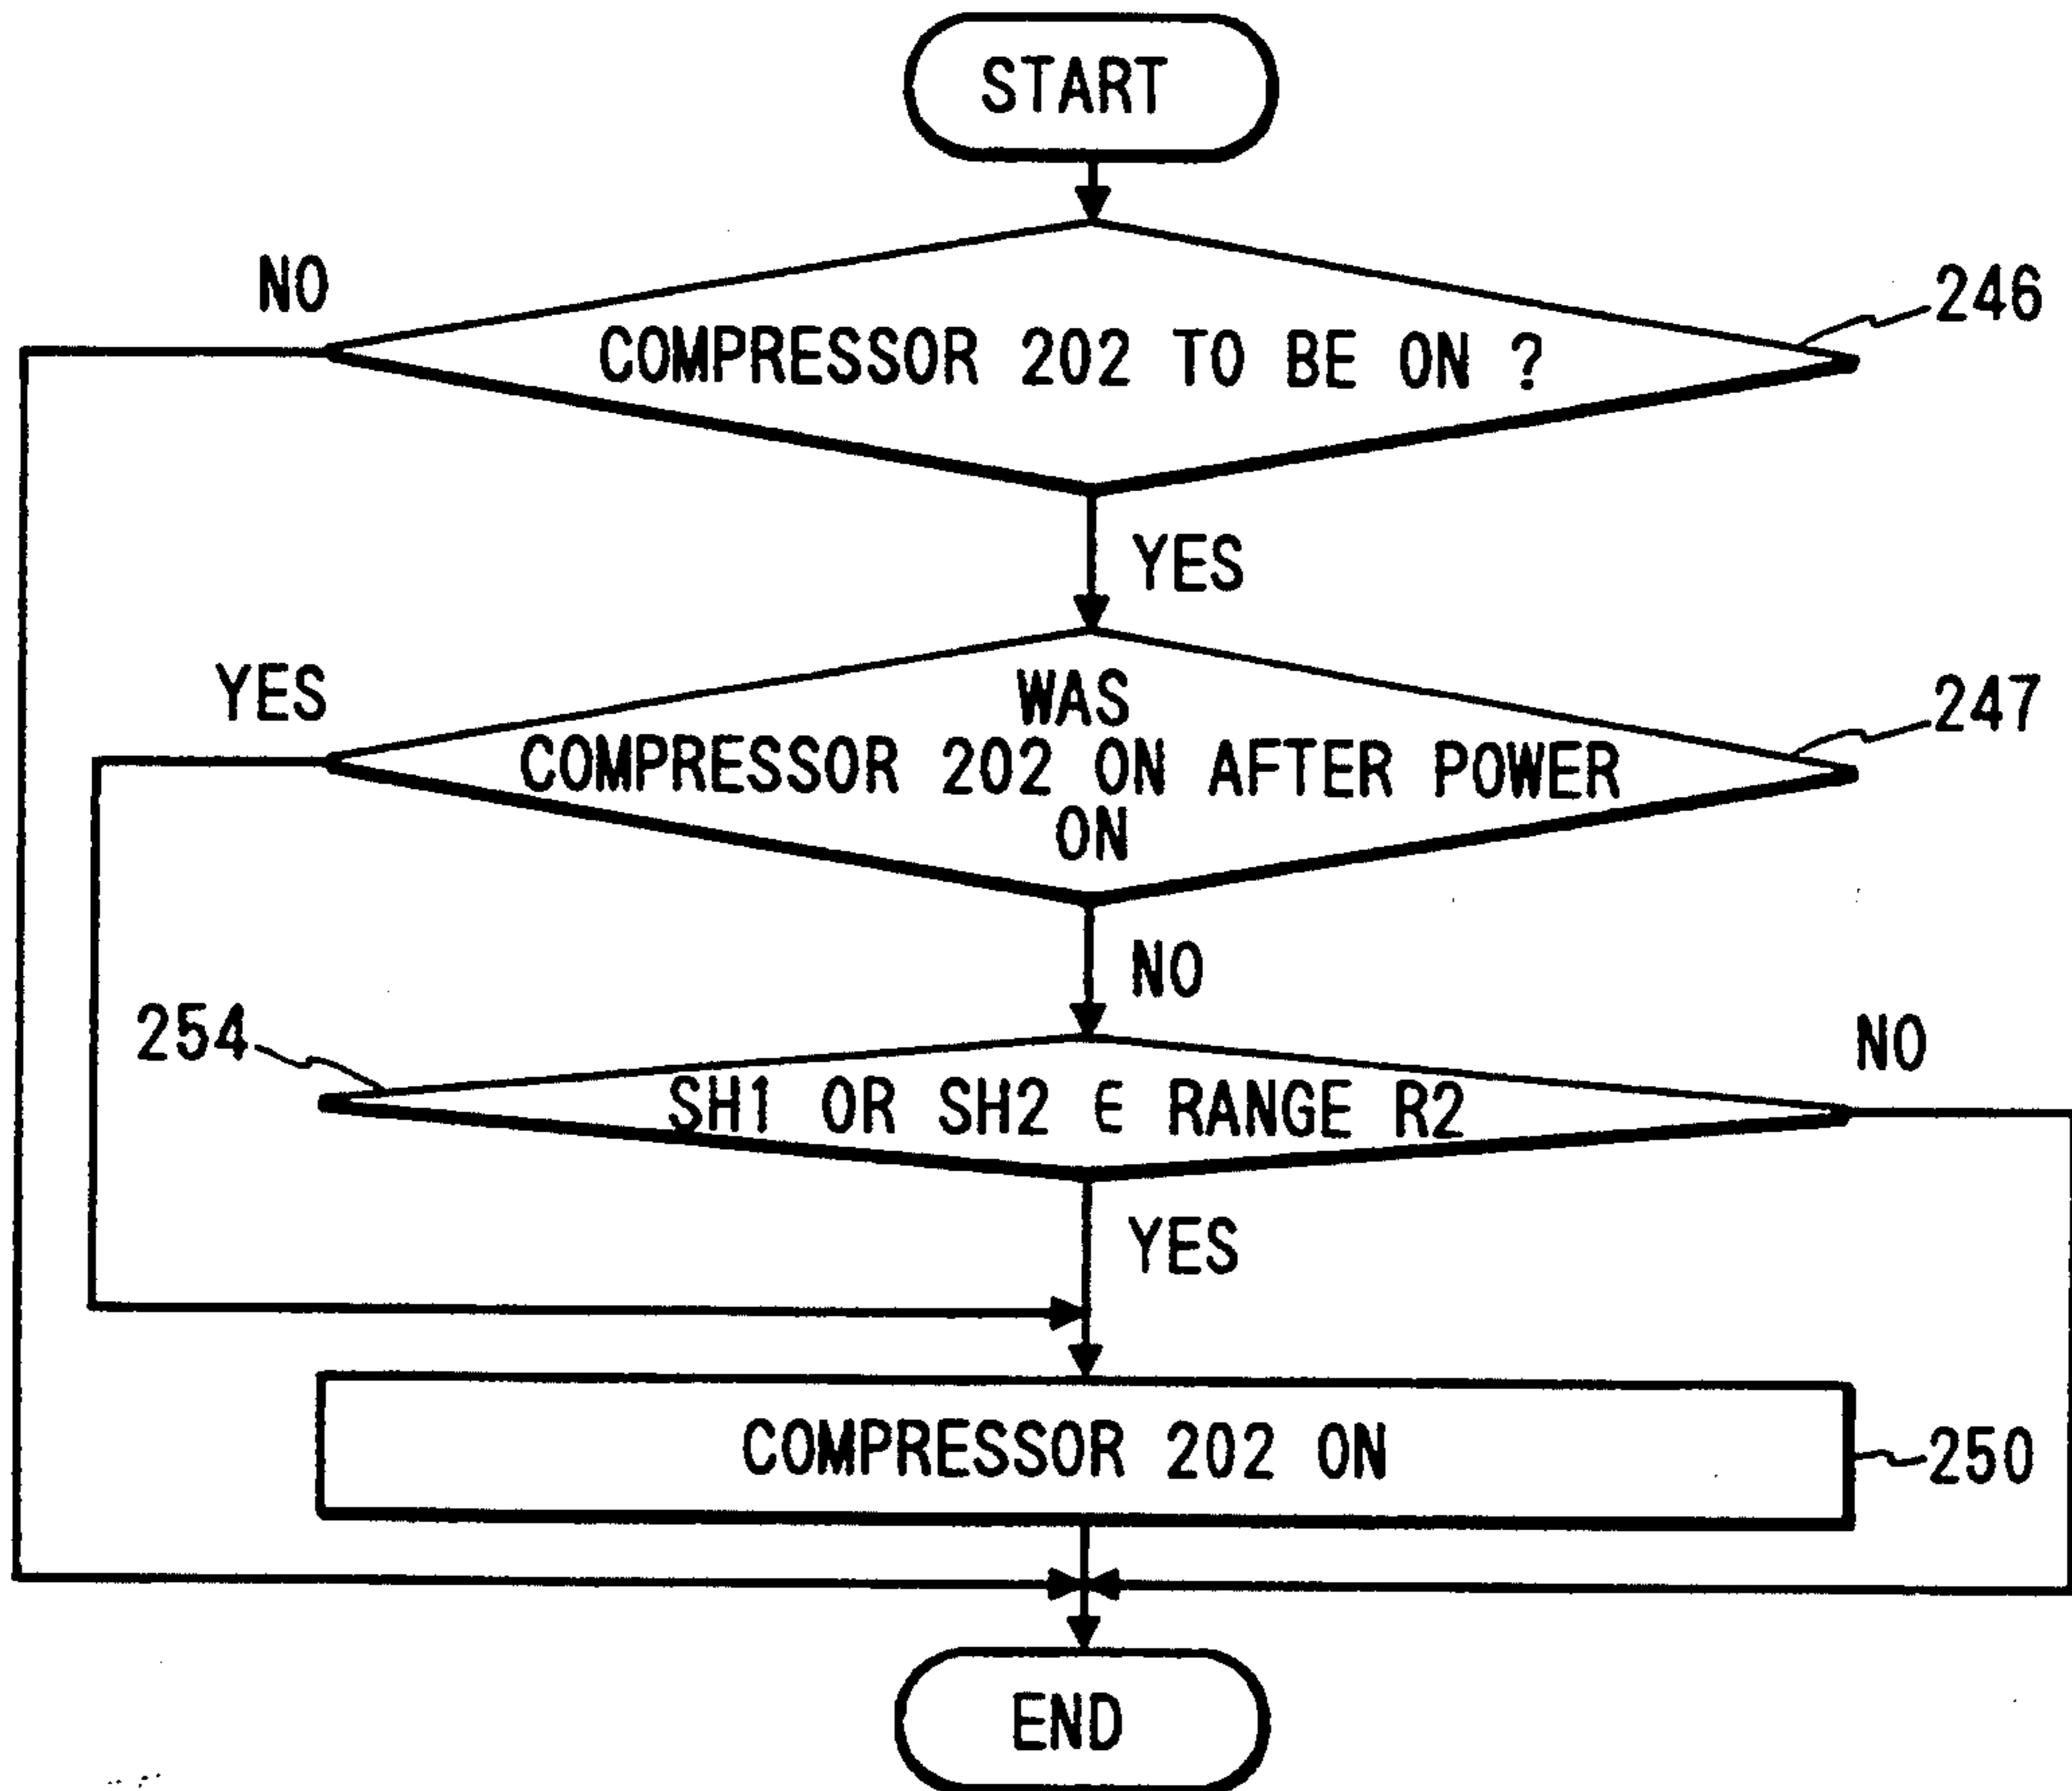 START
NO
246
COMPRESSOR 202 TO BE ON ?
YES
YES
247
WAS
COMPRESSOR 202 ON AFTER POWER
ON
NO
254
NO
SH1 OR SH2 ∈ RANGE R2
YES
COMPRESSOR 202 ON
250
END